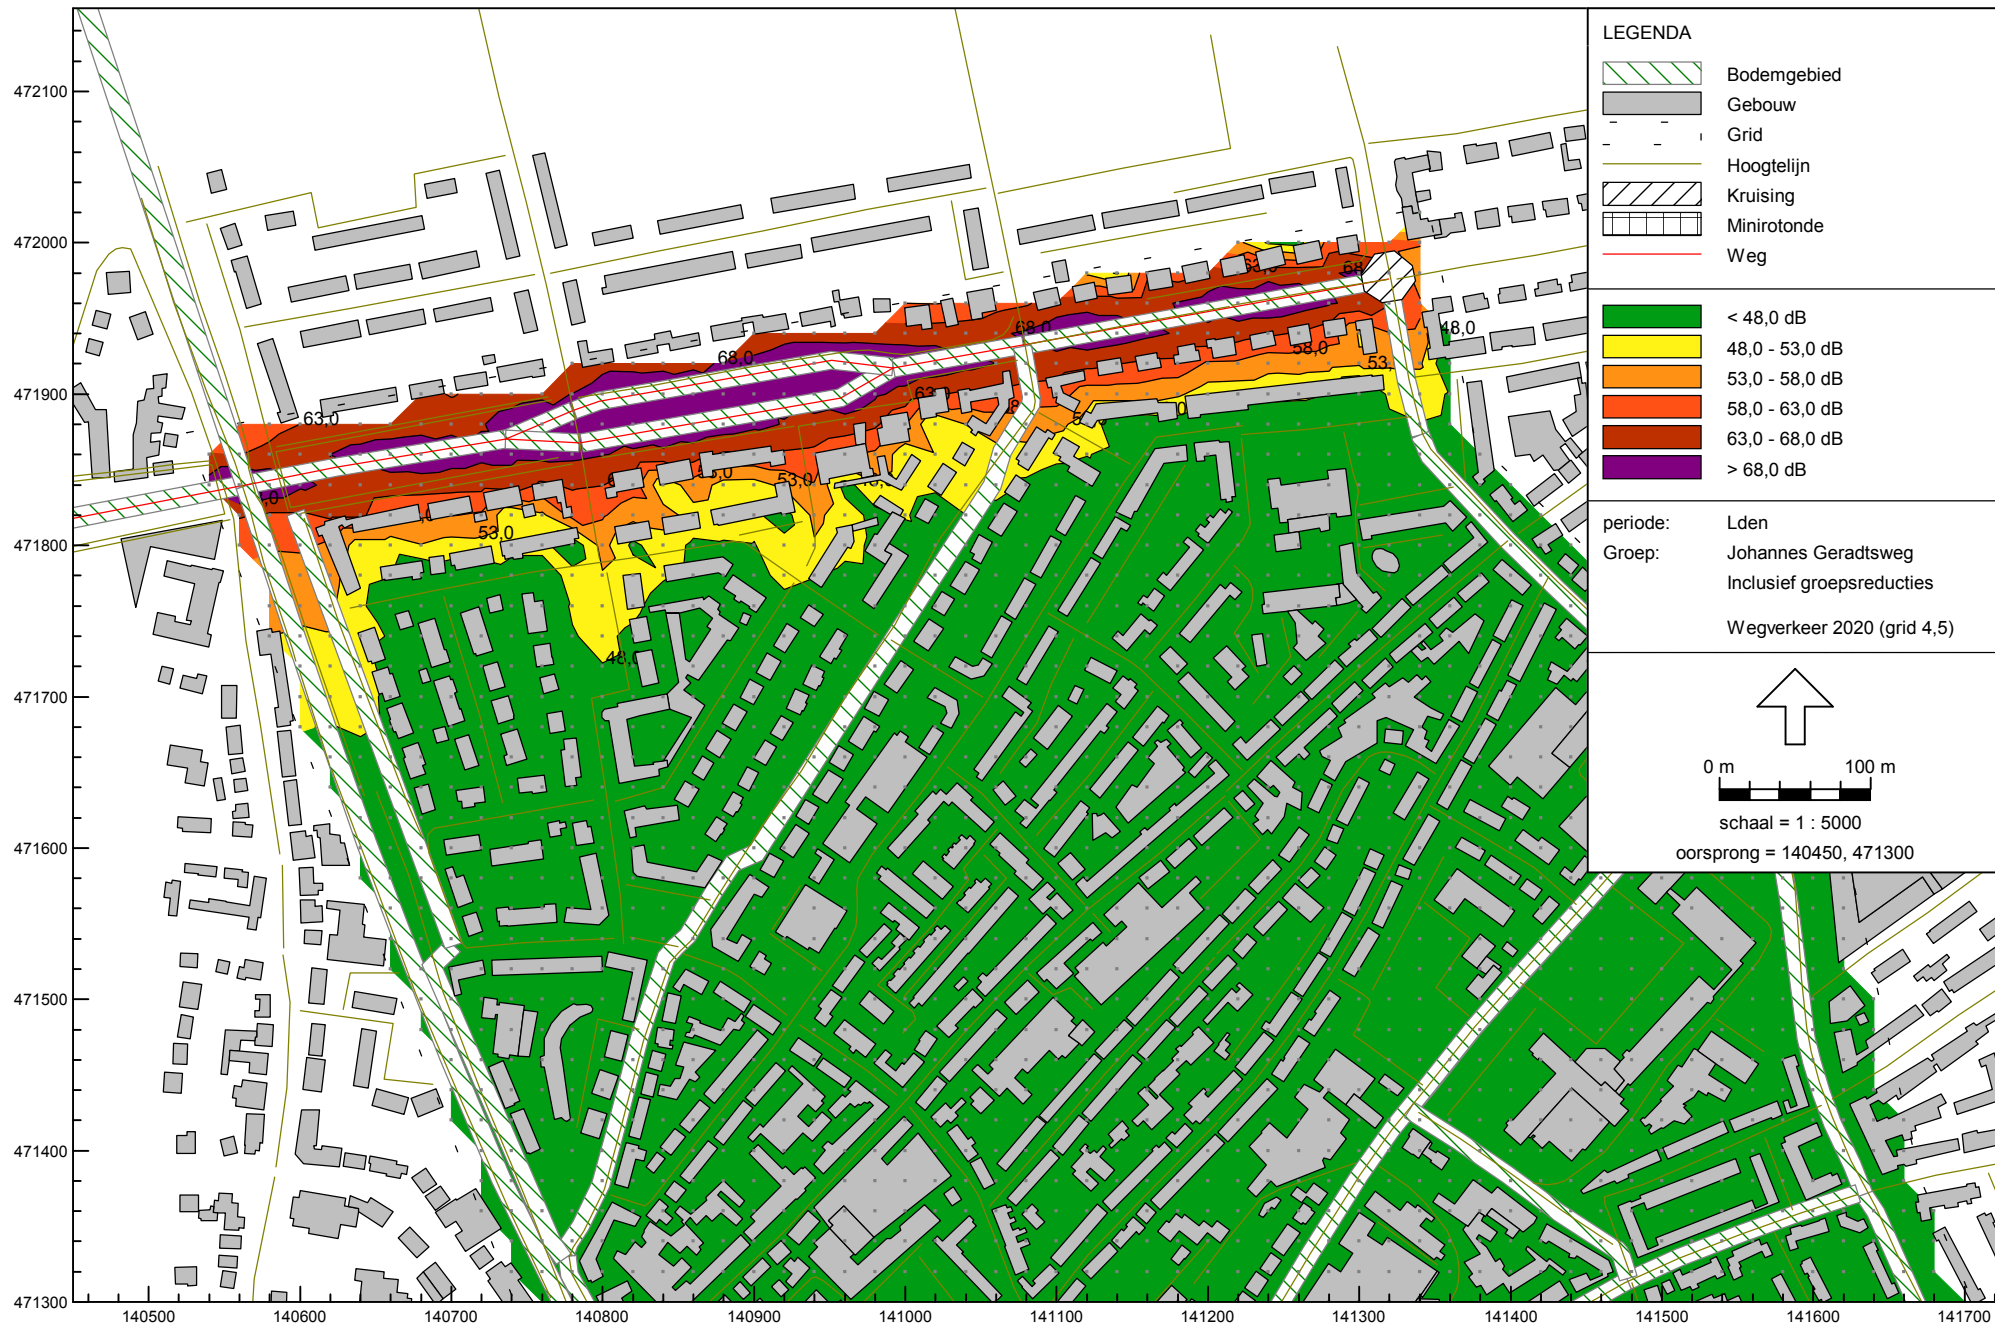 LEGENDA
Bodemgebied
Gebouw
Grid
Hoogtelijn
Kruising
Minirotonde
Weg
< 48,0 dB
48,0 - 53,0 dB
53,0 - 58,0 dB
58,0 - 63,0 dB
63,0 - 68,0 dB
> 68,0 dB
periode: Lden
Groep: Johannes Geradtsweg
Inclusief groepsreducties
Wegverkeer 2020 (grid 4,5)
0 m 100 m
schaal = 1 : 5000
oorsprong = 140450, 471300
472100
472000
471900
471800
471700
471600
471500
471400
471300
140500 140600 140700 140800 140900 141000 141100 141200 141300 141400 141500 141600 141700
68,0
48,0
68,0
58,0
63,0
53,0
53,0
48,0